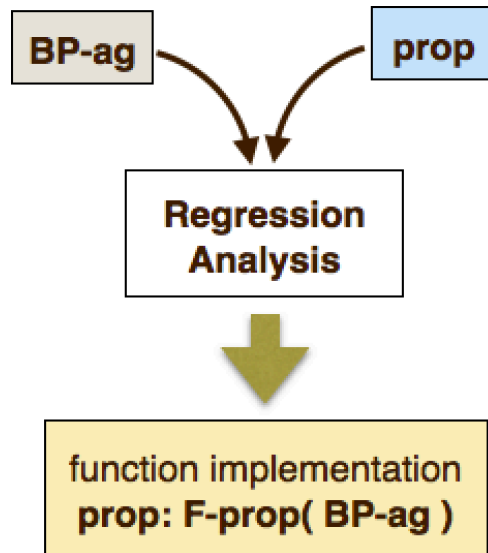 BP-ag
prop
Regression
Analysis
function implementation
prop: F-prop( BP-ag )